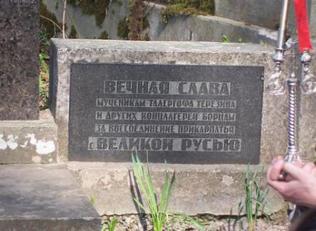 ВЕЧНАЯ СЛАВА
МУЧЕНИКАМ ТАЛЕРГОФА ТЕРЕЗИНА
И ДРУГИХ КОНЦЛАГЕРЕЙ БОРЦАМ
ЗА ВОССОЕДИНЕНИЕ ПРИКАРПАТЬЯ
с ВЕЛИКОЙ РУСЬЮ